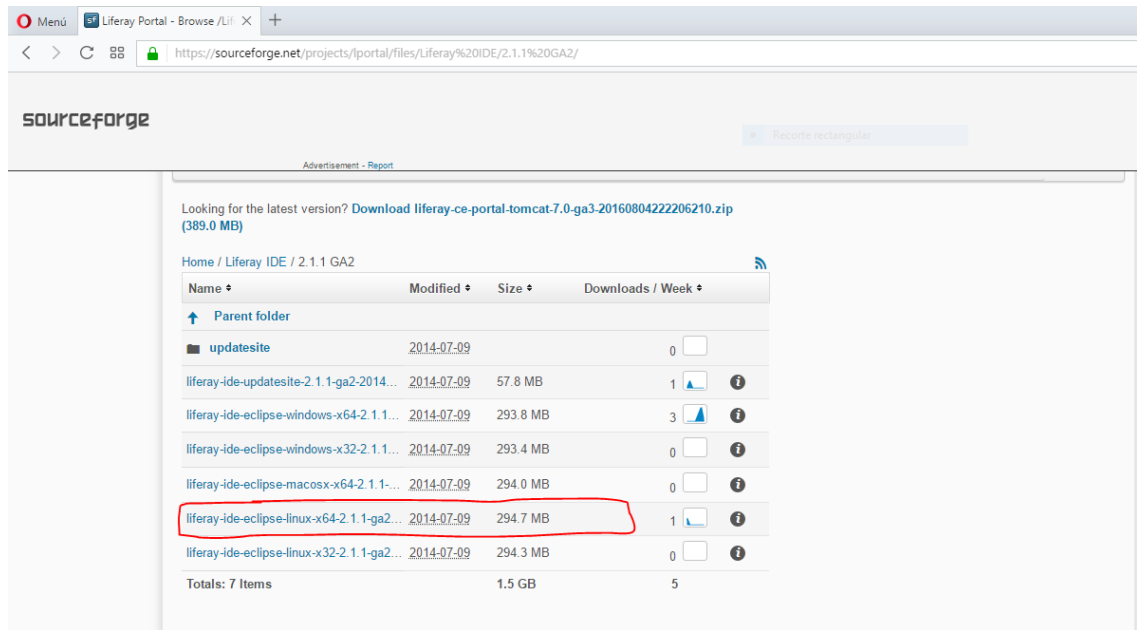 Menú
SF Liferay Portal - Browse /Lif
https://sourceforge.net/projects/lportal/files/Liferay%20IDE/2.1.1%20GA2/
sourceforge
Recorte rectangular
Advertisement - Report
Looking for the latest version? Download liferay-ce-portal-tomcat-7.0-ga3-20160804222206210.zip
(389.0 MB)
Home / Liferay IDE / 2.1.1 GA2
Name Modified Size Downloads / Week
Parent folder
updatesite 2014-07-09 0
liferay-ide-updatesite-2.1.1-ga2-2014... 2014-07-09 57.8 MB 1
liferay-ide-eclipse-windows-x64-2.1.1... 2014-07-09 293.8 MB 3
liferay-ide-eclipse-windows-x32-2.1.1... 2014-07-09 293.4 MB 0
liferay-ide-eclipse-macosx-x64-2.1.1-... 2014-07-09 294.0 MB 0
liferay-ide-eclipse-linux-x64-2.1.1-ga2... 2014-07-09 294.7 MB 1
liferay-ide-eclipse-linux-x32-2.1.1-ga2... 2014-07-09 294.3 MB 0
Totals: 7 Items 1.5 GB 5